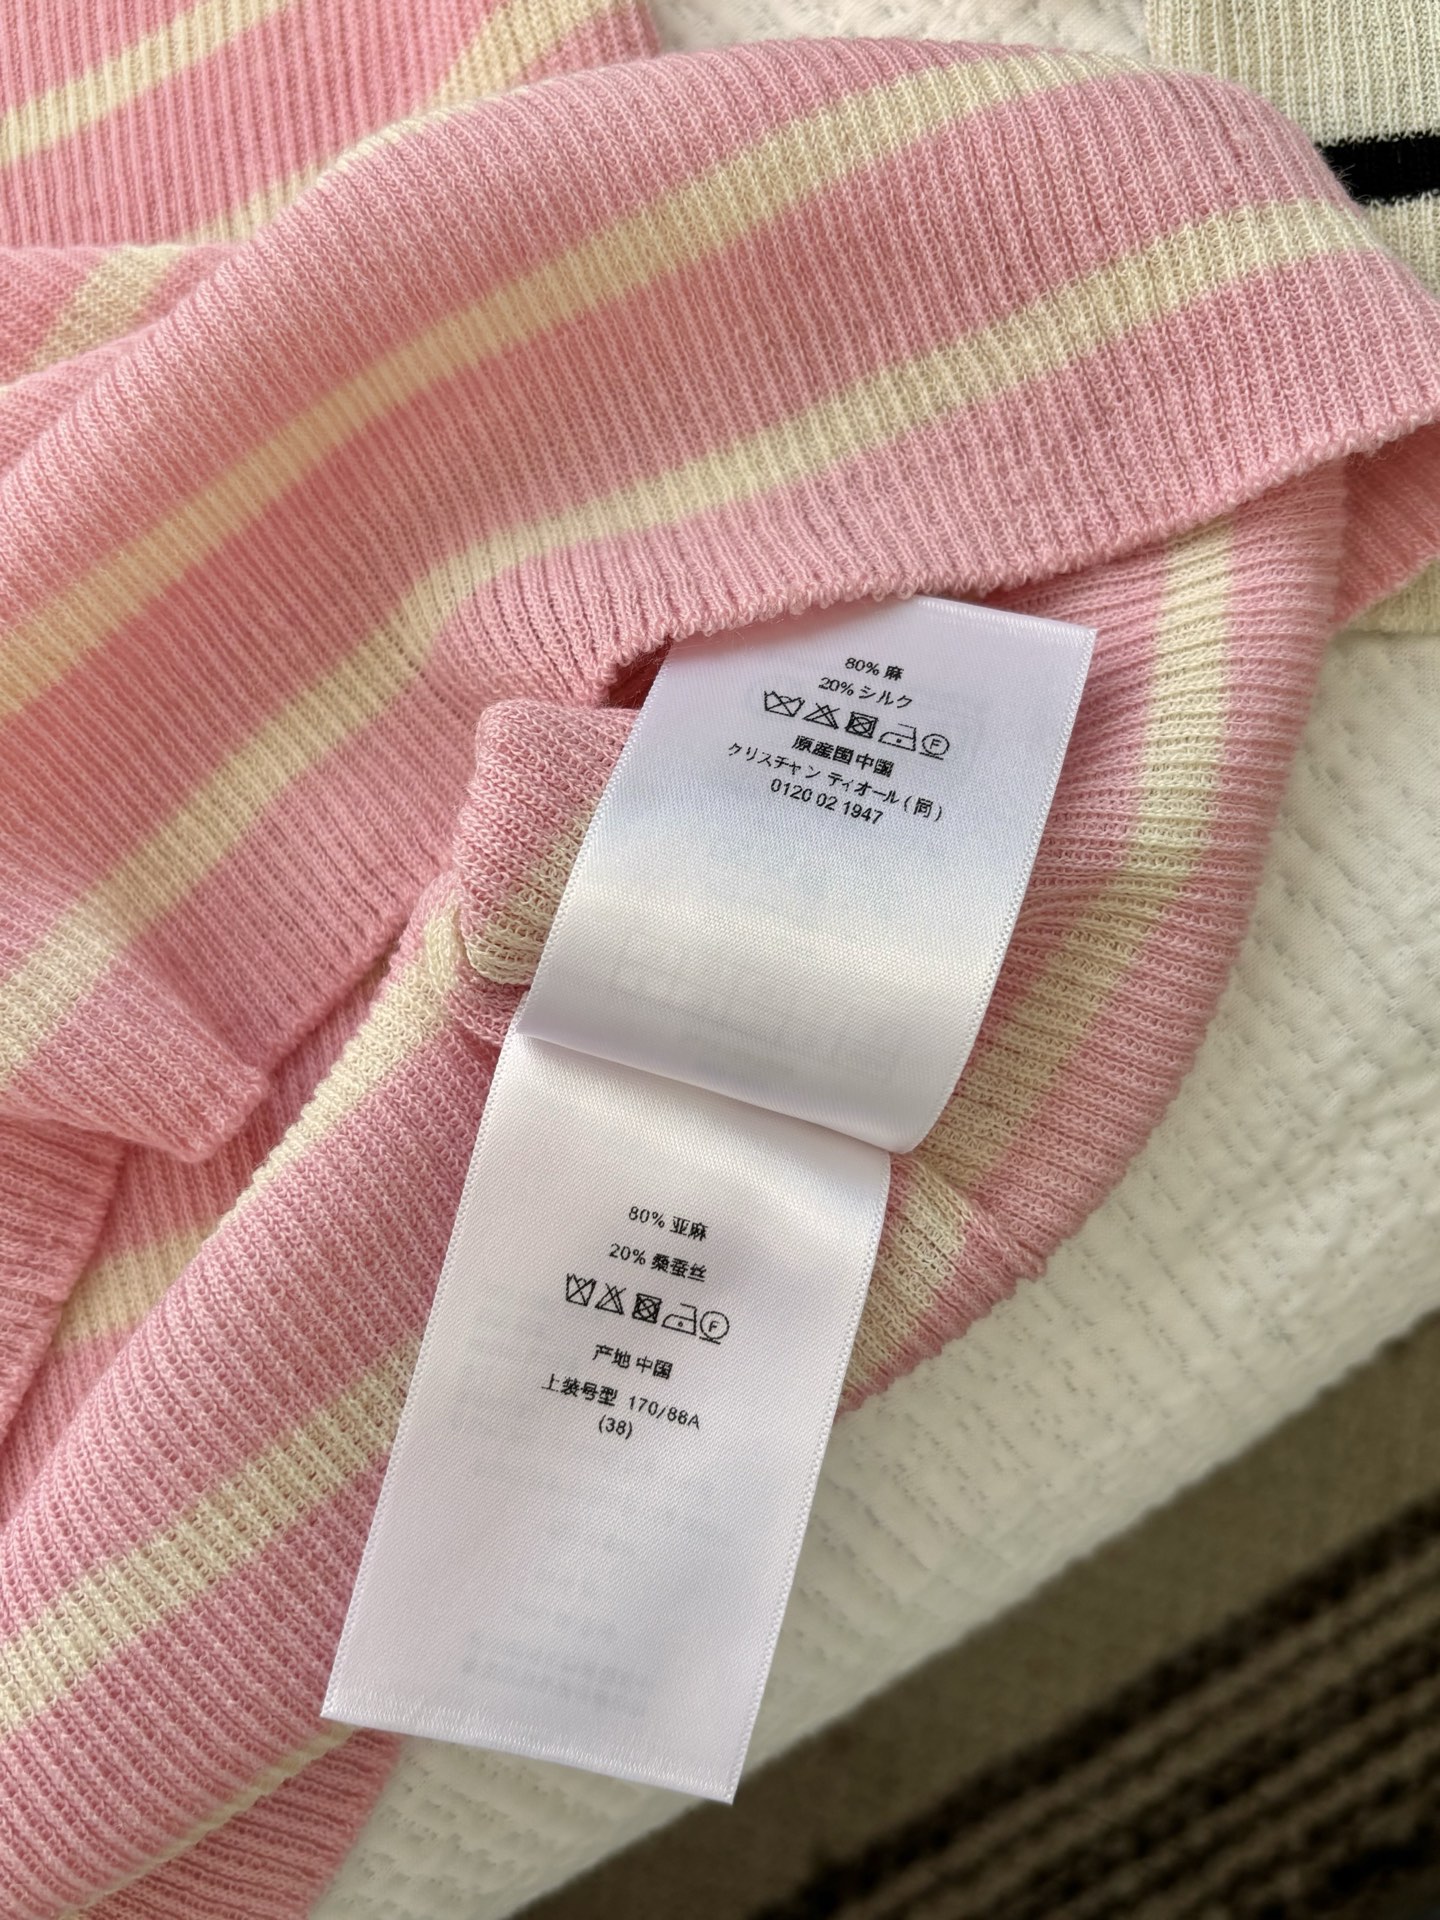 80% 麻
20% シルク
F
原産国中国
クリスチャン ディオール (同)
0120 02 1947
80% 亚麻
20% 桑蚕丝
F
产地 中国
上装号型 170/88A
(38)